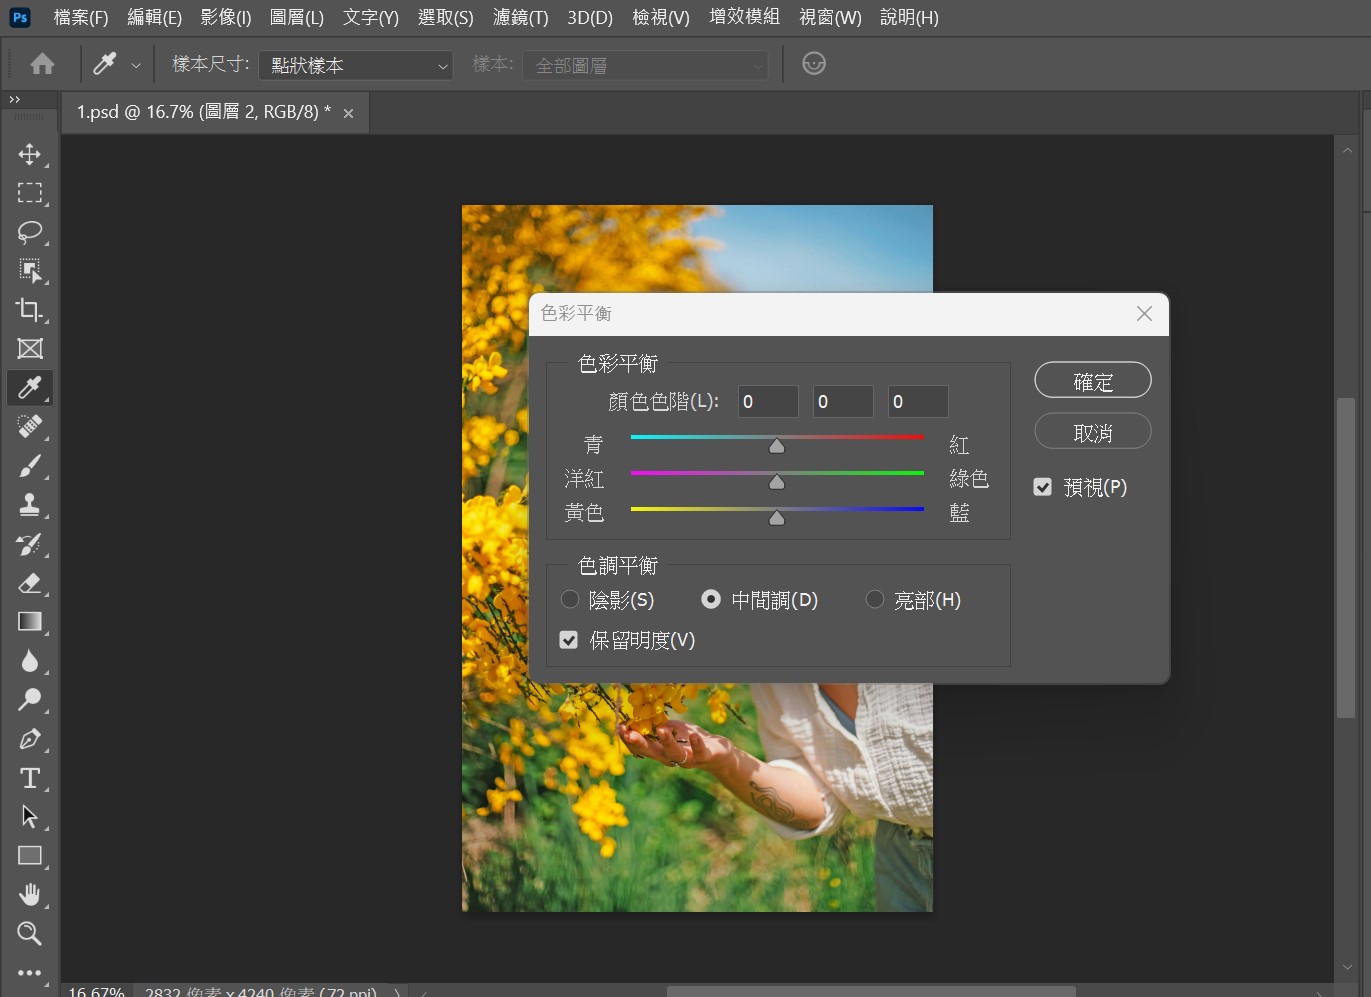 Ps 檔案(F) 編輯(E) 影像(I) 圖層(L) 文字(Y) 選取(S) 濾鏡(T) 3D(D) 檢視(V) 增效模組 視窗(W) 說明(H)
樣本尺寸: 點狀樣本 樣本: 全部圖層
1.psd @ 16.7% (圖層 2, RGB/8) *
色彩平衡
色彩平衡
顏色色階(L): 0 0 0
青 紅
洋紅 綠色
黃色 藍
確定
取消
預視(P)
色調平衡
陰影(S) 中間調(D) 亮部(H)
保留明度(V)
T
16.67% 2832 像素 x 4240 像素 (72 ppi)